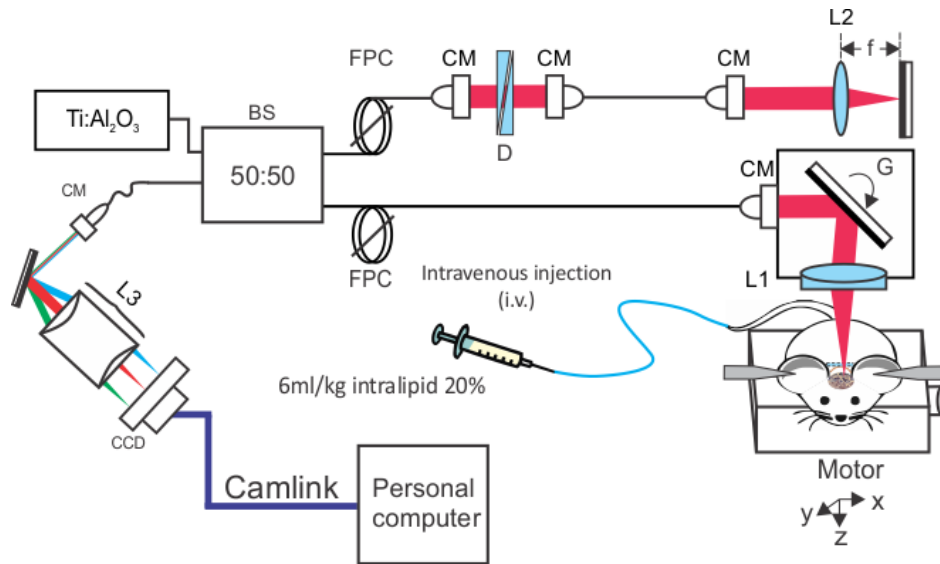 L2
f
FPC
CM
CM
CM
Ti:Al₂O₃
BS
50:50
D
CM
G
CM
FPC
L1
L3
Intravenous injection
(i.v.)
6ml/kg intralipid 20%
CCD
Camlink
Personal
computer
Motor
x
y
z